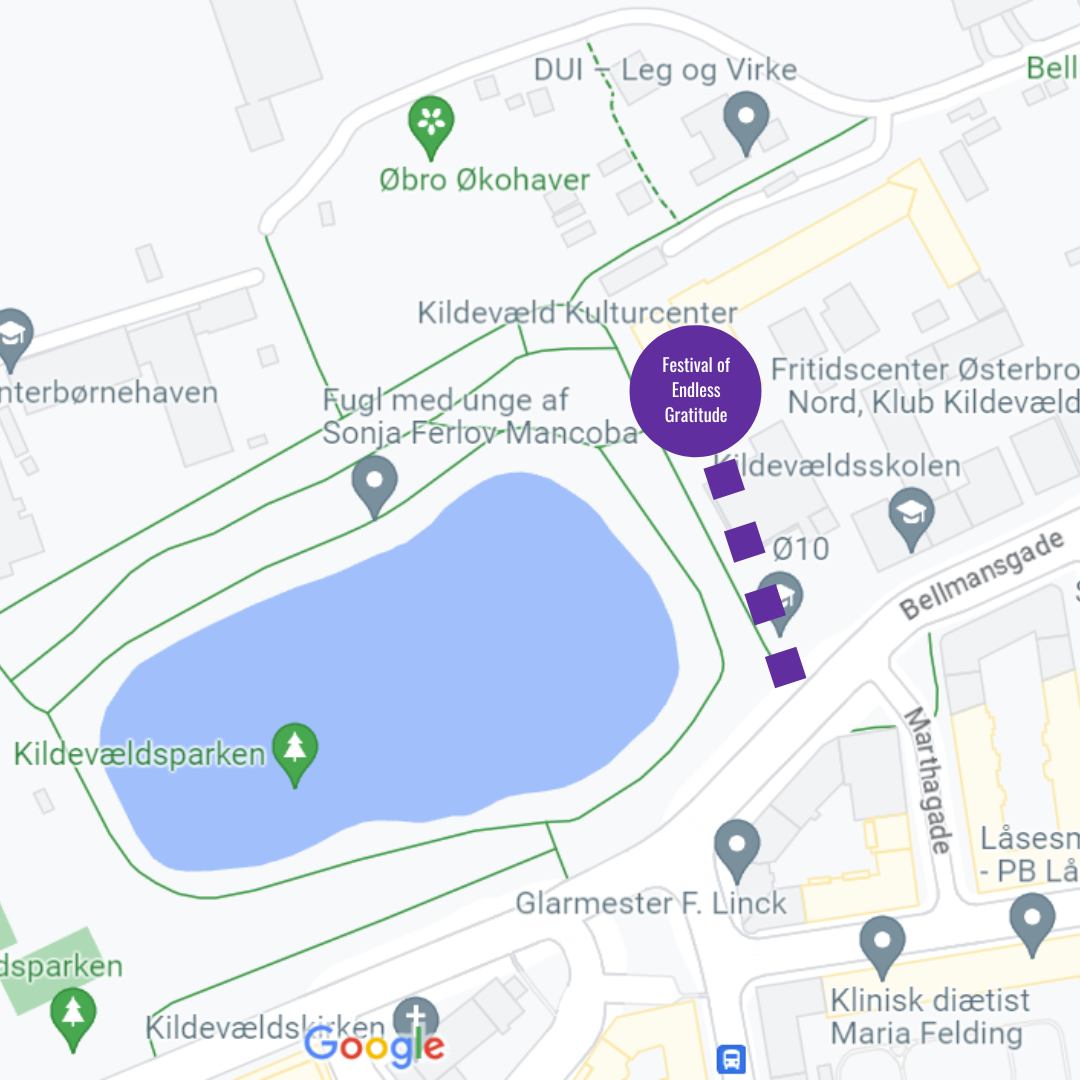 DUI – Leg og Virke
Bell
Øbro Økohaver
Kildevæld Kulturcenter
nterbørnehaven
Festival of
Endless
Gratitude
Fritidscenter Østerbro
Nord, Klub Kildevæld
Fugl med unge af
Sonja Ferlov Mancoba
Kildevældsskolen
Ø10
Bellmansgade
Kildevældsparken
Marthagade
Låsesm
- PB Lå
Glarmester F. Linck
dsparken
Klinisk diætist
Maria Felding
Kildevældskirken
Google